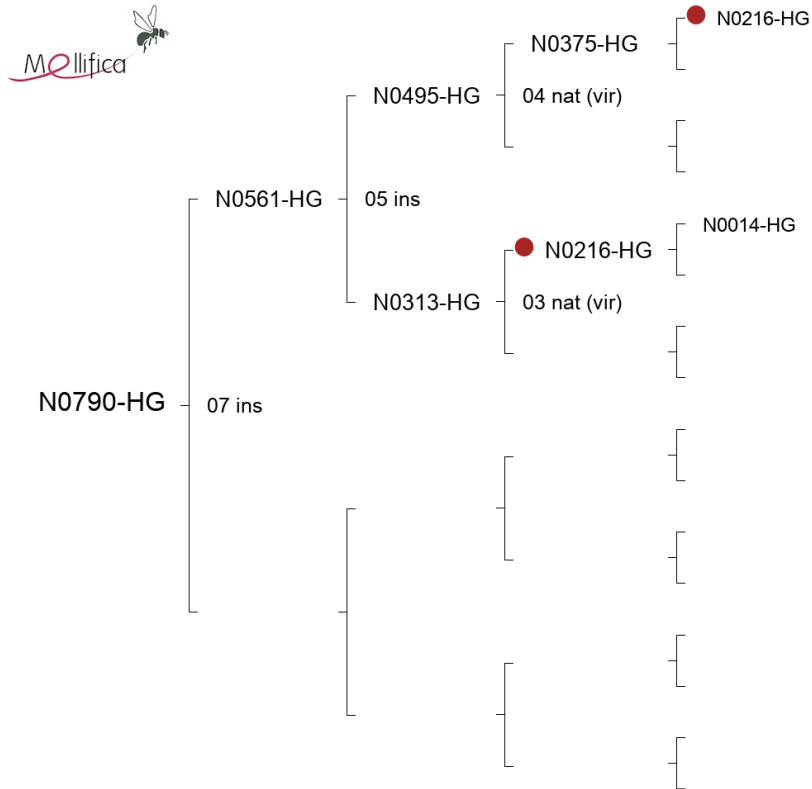 Mellifica
N0216-HG
N0375-HG
N0495-HG
04 nat (vir)
N0561-HG
05 ins
N0014-HG
N0216-HG
N0313-HG
03 nat (vir)
N0790-HG
07 ins